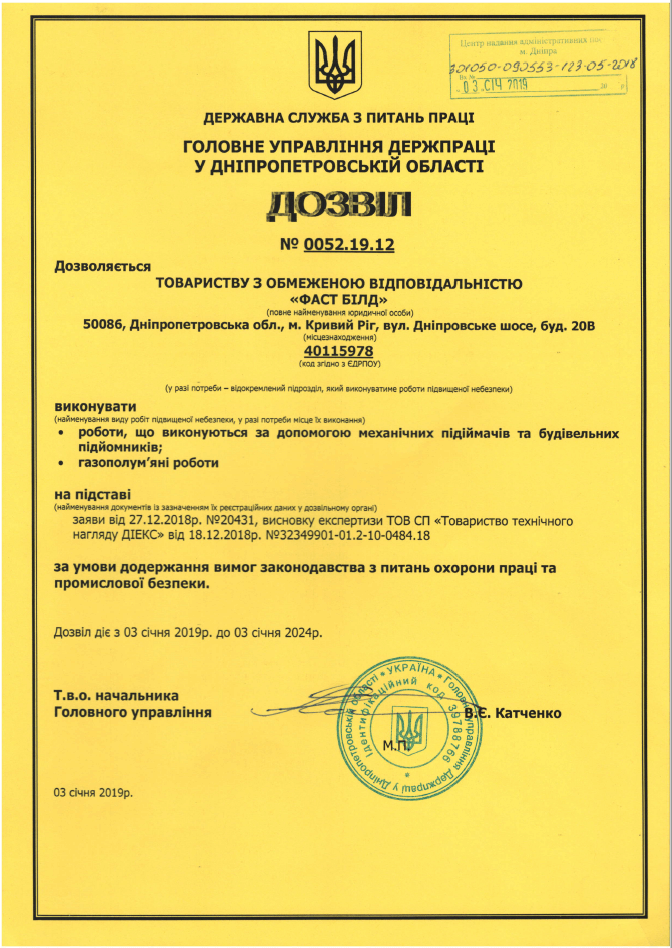 Центр надання адміністративних
м. Дніпра
301050-090553-123-05-2018
03 СІЧ 2019
ДЕРЖАВНА СЛУЖБА З ПИТАНЬ ПРАЦІ
ГОЛОВНЕ УПРАВЛІННЯ ДЕРЖПРАЦІ
У ДНІПРОПЕТРОВСЬКІЙ ОБЛАСТІ
ДОЗВІЛ
№ 0052.19.12
Дозволяється
ТОВАРИСТВУ З ОБМЕЖЕНОЮ ВІДПОВІДАЛЬНІСТЮ
«ФАСТ БІЛД»
(повне найменування юридичної особи)
50086, Дніпропетровська обл., м. Кривий Ріг, вул. Дніпровське шосе, буд. 20В
(місцезнаходження)
40115978
(код згідно з ЄДРПОУ)
(у разі потреби – відокремлений підрозділ, який виконуватиме роботи підвищеної небезпеки)
виконувати
(найменування виду робіт підвищеної небезпеки, у разі потреби місце їх виконання)
• роботи, що виконуються за допомогою механічних підіймачів та будівельних
підйомників;
• газополум’яні роботи
на підставі
(найменування документів із зазначенням їх реєстраційних даних у дозвільному органі)
заяви від 27.12.2018р. №20431, висновку експертизи ТОВ СП «Товариство технічного
нагляду ДІЕКС» від 18.12.2018р. №32349901-01.2-10-0484.18
за умови додержання вимог законодавства з питань охорони праці та
промислової безпеки.
Дозвіл діє з 03 січня 2019р. до 03 січня 2024р.
Т.в.о. начальника
Головного управління
В.Є. Катченко
М.П.
* УКРАЇНА * Головне управління Держпраці у Дніпропетровській області
Ідентифікаційний код 39788766
*
03 січня 2019р.